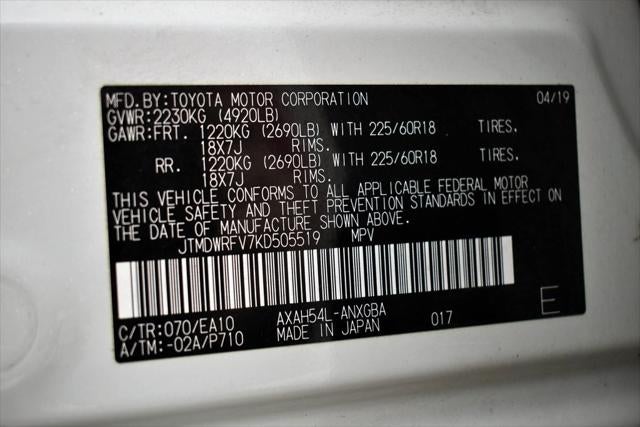 MFD. BY: TOYOTA MOTOR CORPORATION 04/19
GVWR: 2230KG (4920LB)
GAWR: FRT. 1220KG (2690LB) WITH 225/60R18 TIRES.
18X7J RIMS.
RR. 1220KG (2690LB) WITH 225/60R18 TIRES.
18X7J RIMS.
THIS VEHICLE CONFORMS TO ALL APPLICABLE FEDERAL MOTOR
VEHICLE SAFETY AND THEFT PREVENTION STANDARDS IN EFFECT ON
THE DATE OF MANUFACTURE SHOWN ABOVE.
JTMDWRFV7KD505519 MPV
C/TR: 070/EA10 AXAH54L-ANXGBA 017 E
A/TM: -02A/P710 MADE IN JAPAN